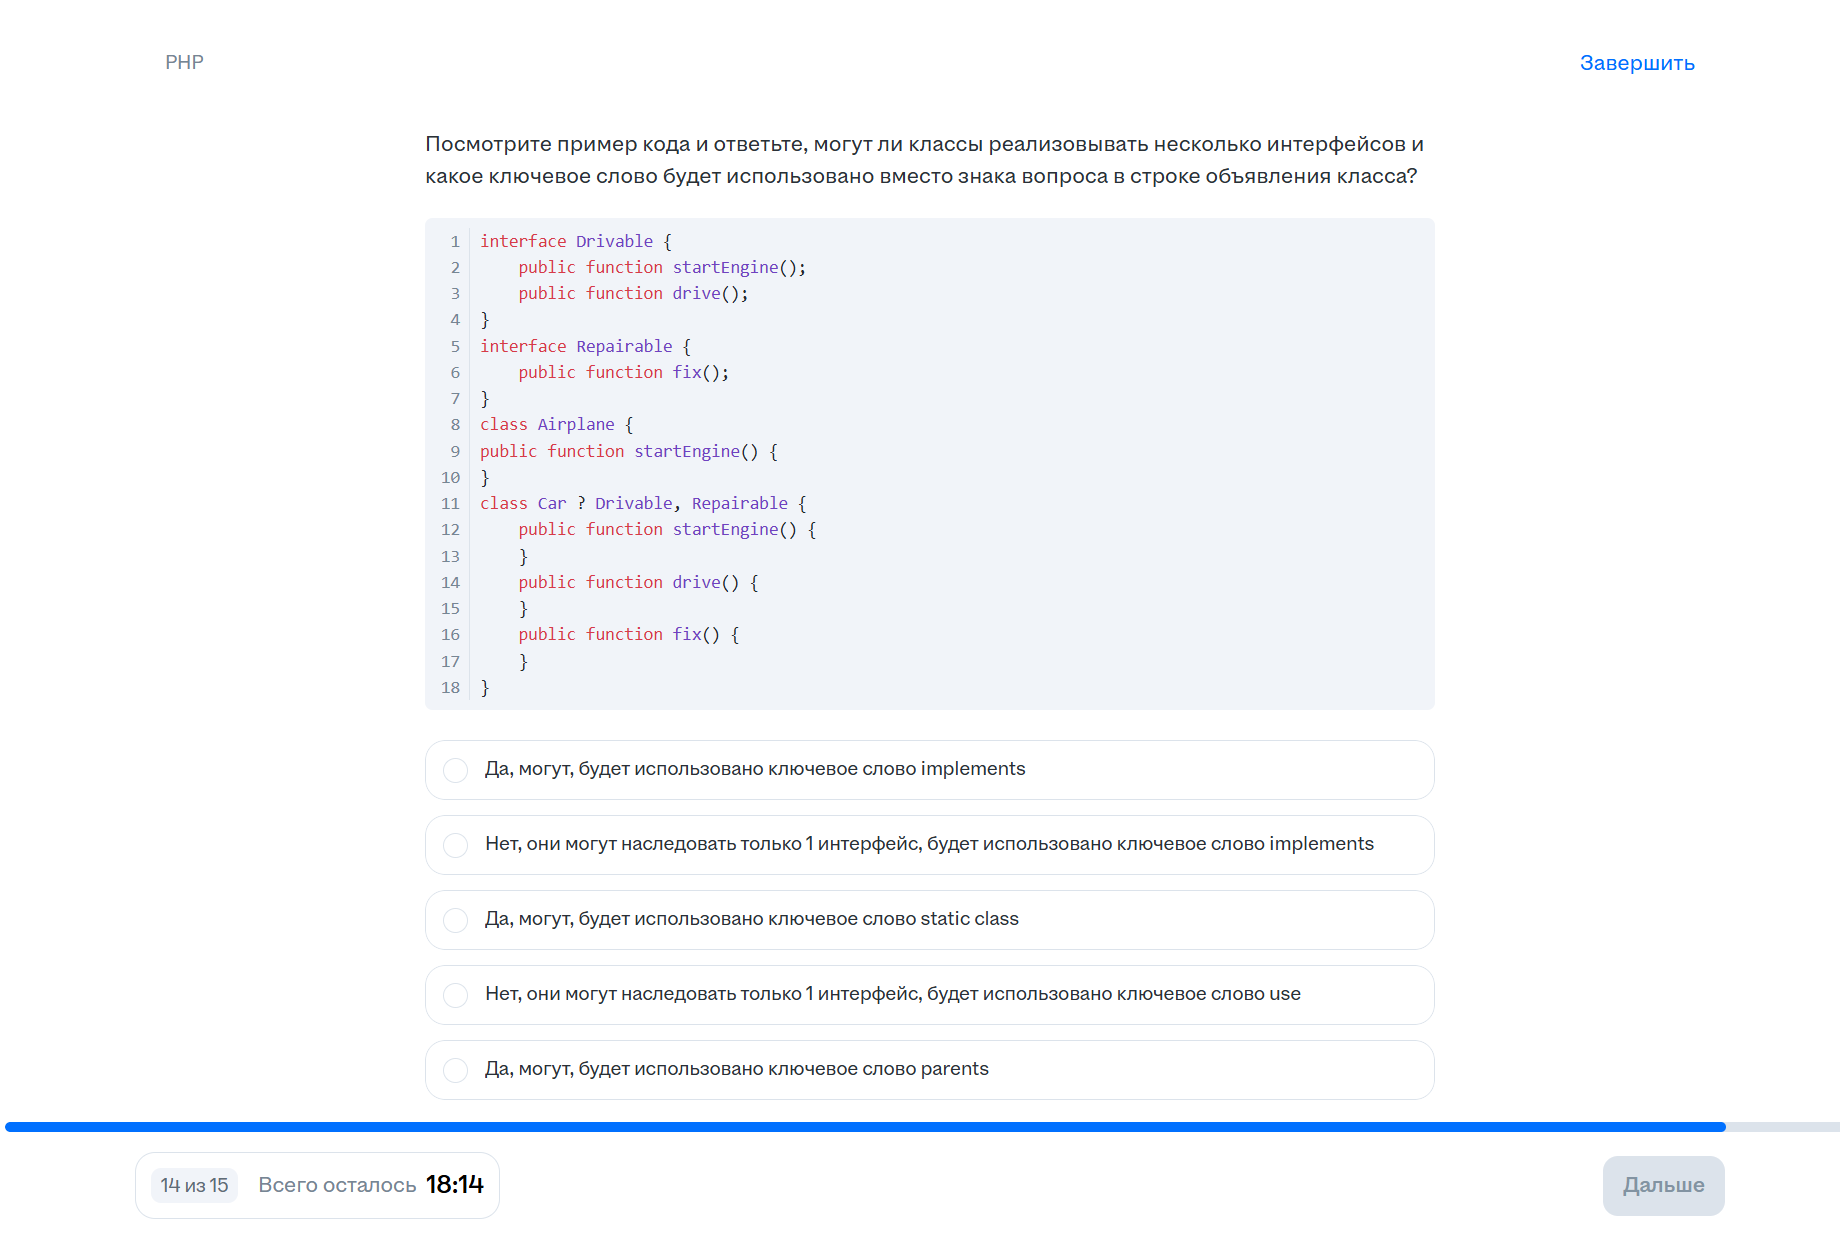 PHP
Завершить
Посмотрите пример кода и ответьте, могут ли классы реализовывать несколько интерфейсов и
какое ключевое слово будет использовано вместо знака вопроса в строке объявления класса?
1 interface Drivable {
2     public function startEngine();
3     public function drive();
4 }
5 interface Repairable {
6     public function fix();
7 }
8 class Airplane {
9 public function startEngine() {
10 }
11 class Car ? Drivable, Repairable {
12     public function startEngine() {
13     }
14     public function drive() {
15     }
16     public function fix() {
17     }
18 }
Да, могут, будет использовано ключевое слово implements
Нет, они могут наследовать только 1 интерфейс, будет использовано ключевое слово implements
Да, могут, будет использовано ключевое слово static class
Нет, они могут наследовать только 1 интерфейс, будет использовано ключевое слово use
Да, могут, будет использовано ключевое слово parents
14 из 15 Всего осталось 18:14
Дальше